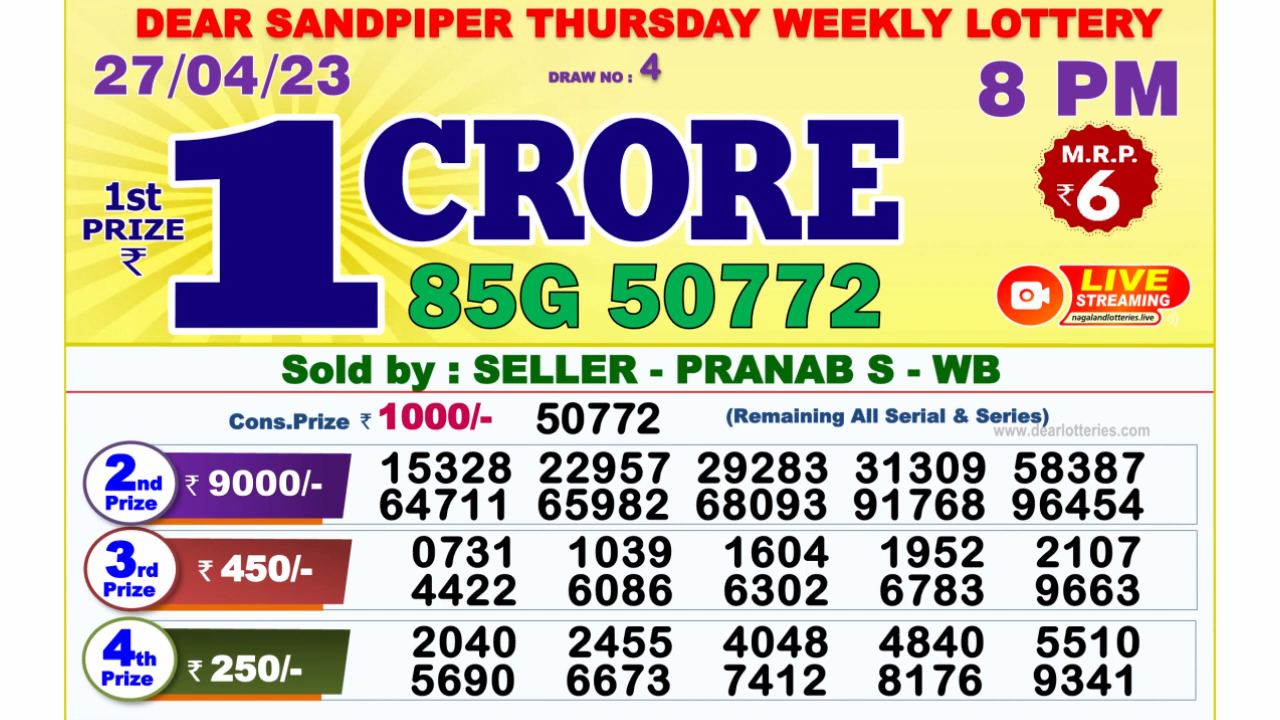 DEAR SANDPIPER THURSDAY WEEKLY LOTTERY
27/04/23
DRAW NO : 4
8 PM
1st
PRIZE
₹
1 CRORE
M.R.P.
₹ 6
85G 50772
LIVE
STREAMING
nagalandlotteries.live
Sold by : SELLER - PRANAB S - WB
Cons.Prize ₹ 1000/- 50772 (Remaining All Serial & Series)
www.dearlotteries.com
2nd Prize ₹ 9000/-
15328 22957 29283 31309 58387
64711 65982 68093 91768 96454
3rd Prize ₹ 450/-
0731 1039 1604 1952 2107
4422 6086 6302 6783 9663
4th Prize ₹ 250/-
2040 2455 4048 4840 5510
5690 6673 7412 8176 9341